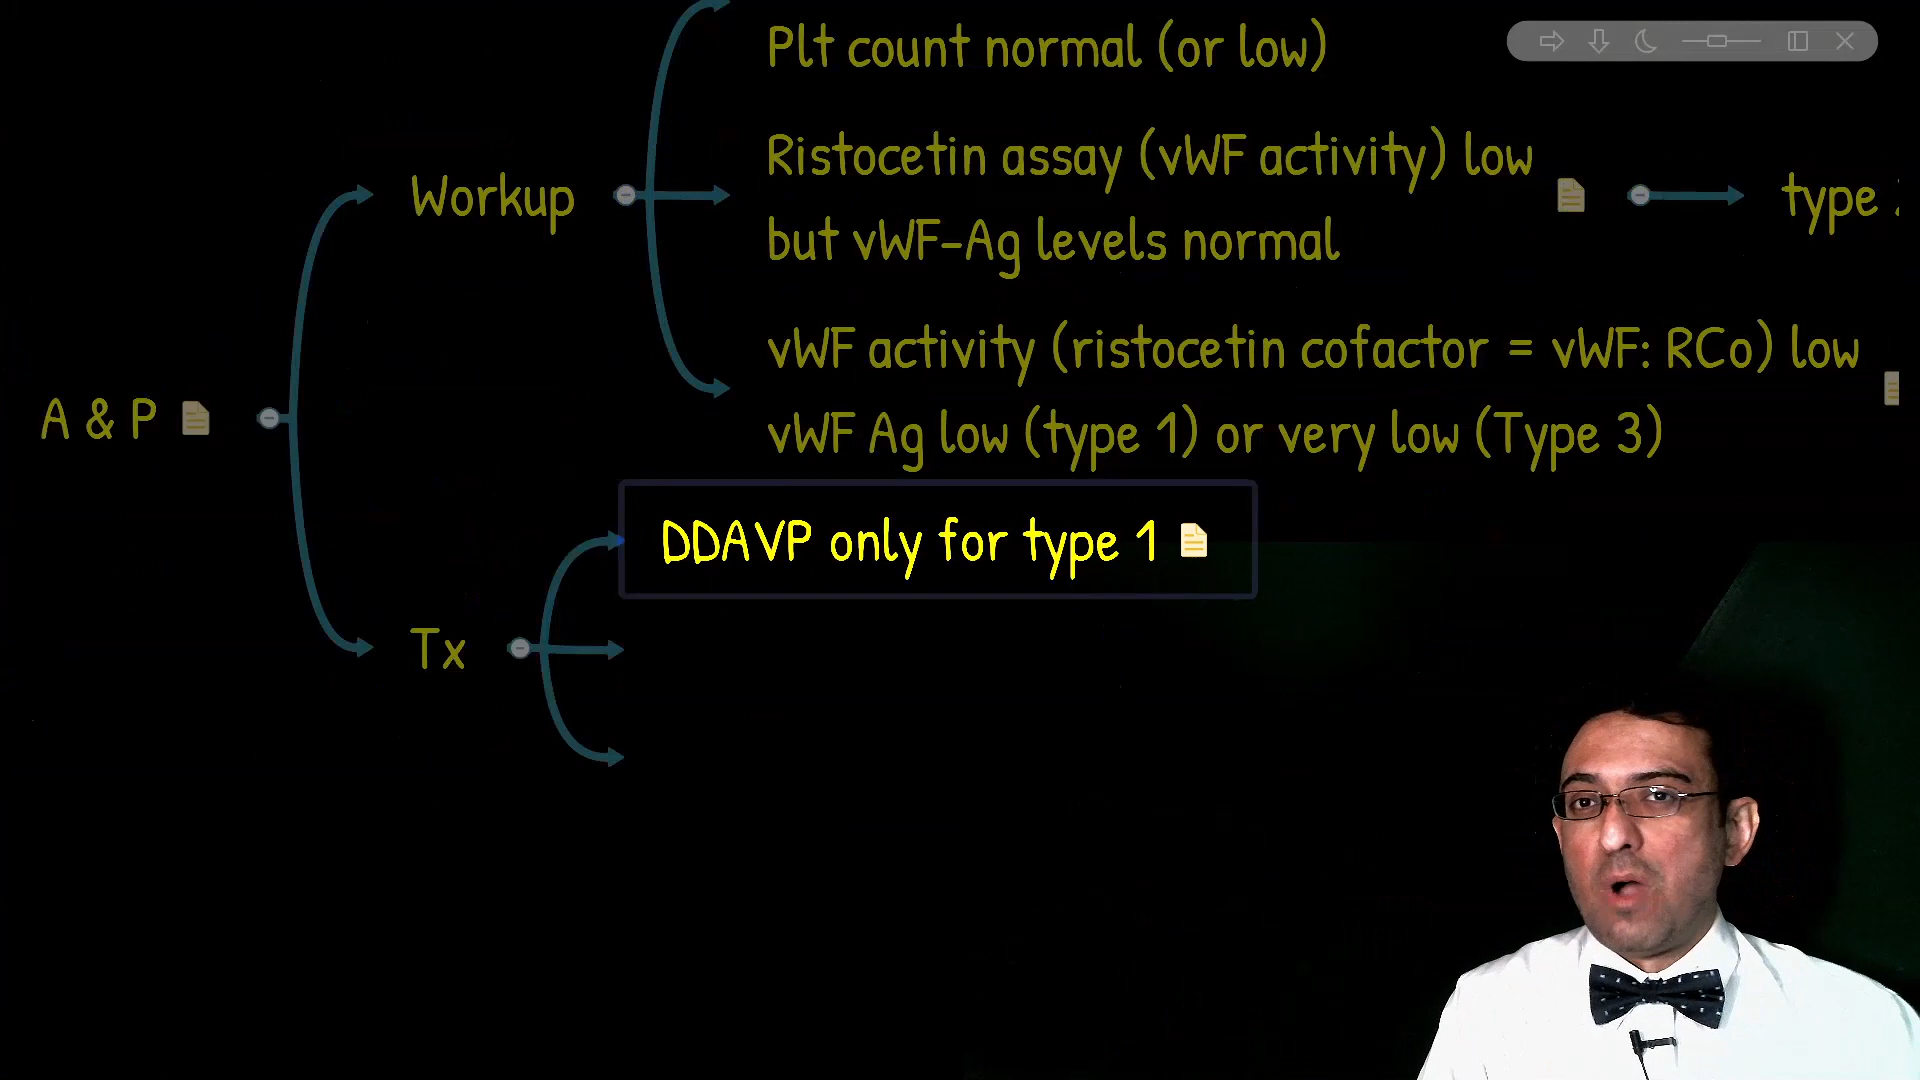 Plt count normal (or low)
Ristocetin assay (vWF activity) low
but vWF-Ag levels normal
type
Workup
vWF activity (ristocetin cofactor = vWF: RCo) low
vWF Ag low (type 1) or very low (Type 3)
A & P
DDAVP only for type 1
Tx